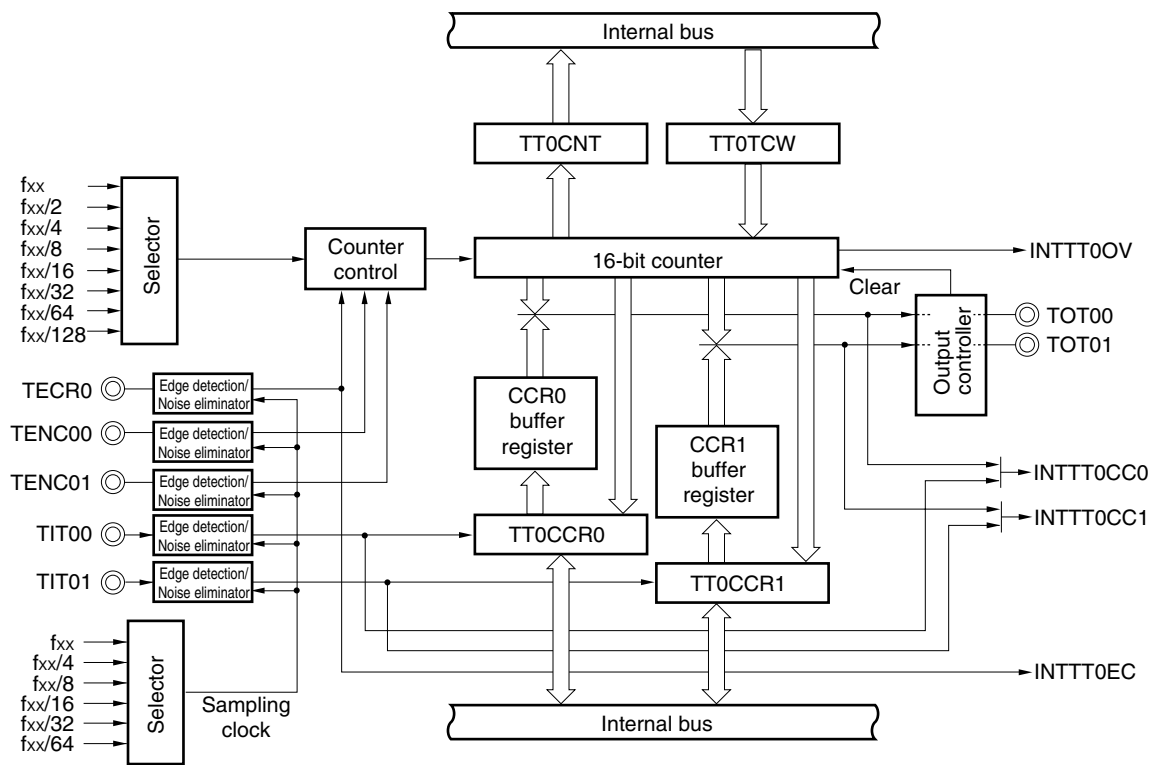 Internal bus
TT0CNT
TT0TCW
fxx
fxx/2
fxx/4
fxx/8
fxx/16
fxx/32
fxx/64
fxx/128
Selector
Counter
control
16-bit counter
INTTT0OV
Clear
TOT00
TOT01
Output
controller
TECR0
Edge detection/
Noise eliminator
TENC00
Edge detection/
Noise eliminator
TENC01
Edge detection/
Noise eliminator
TIT00
Edge detection/
Noise eliminator
TIT01
Edge detection/
Noise eliminator
CCR0
buffer
register
CCR1
buffer
register
TT0CCR0
TT0CCR1
INTTT0CC0
INTTT0CC1
INTTT0EC
fxx
fxx/4
fxx/8
fxx/16
fxx/32
fxx/64
Selector
Sampling
clock
Internal bus